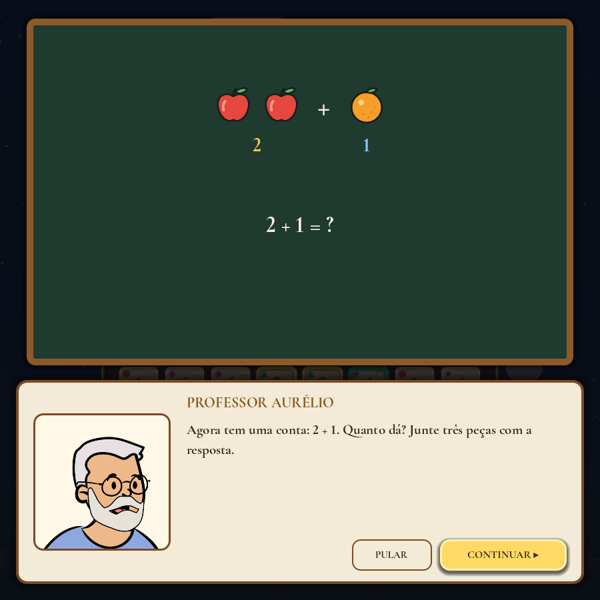 +
2 1
2 + 1 = ?
PROFESSOR AURÉLIO
Agora tem uma conta: 2 + 1. Quanto dá? Junte três peças com a
resposta.
PULAR CONTINUAR ▸